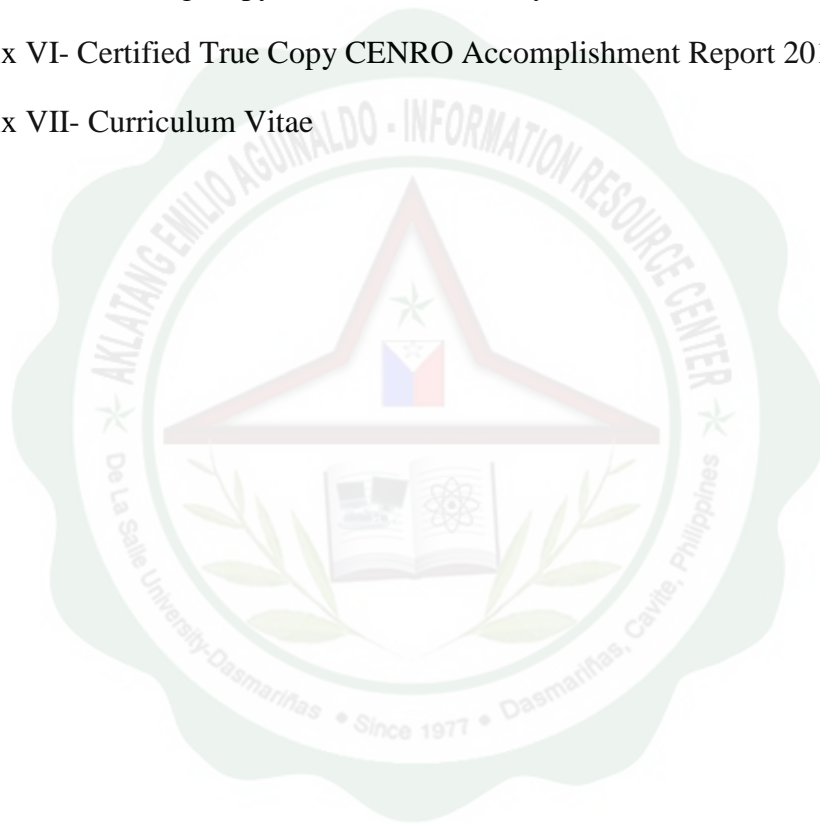 x VI- Certified True Copy CENRO Accomplishment Report 201
x VII- Curriculum Vitae
AKLATANG EMILIO AGUINALDO - INFORMATION RESOURCE CENTER
De La Salle University-Dasmariñas • Since 1977 • Dasmariñas, Cavite, Philippines